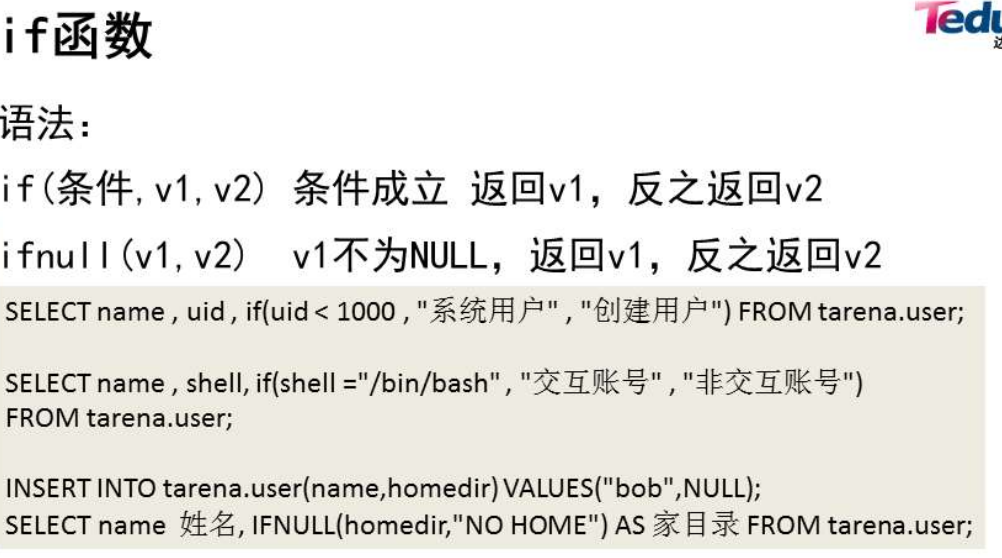 if函数
Tedu
达
语法：
if(条件, v1, v2) 条件成立 返回v1，反之返回v2
ifnull(v1, v2) v1不为NULL，返回v1，反之返回v2
SELECT name , uid , if(uid < 1000 , "系统用户" , "创建用户") FROM tarena.user;
SELECT name , shell, if(shell ="/bin/bash" , "交互账号" , "非交互账号")
FROM tarena.user;
INSERT INTO tarena.user(name,homedir) VALUES("bob",NULL);
SELECT name 姓名, IFNULL(homedir,"NO HOME") AS 家目录 FROM tarena.user;